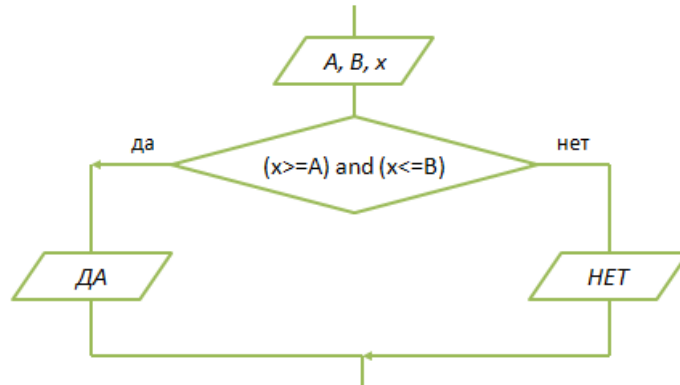 A, B, x
да
(x>=A) and (x<=B)
нет
ДА
НЕТ